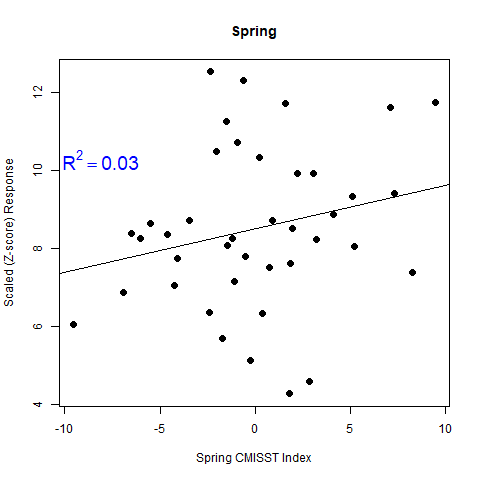 Spring
12
10
8
6
4
Scaled (Z-score) Response
R² = 0.03
-10 -5 0 5 10
Spring CMISST Index